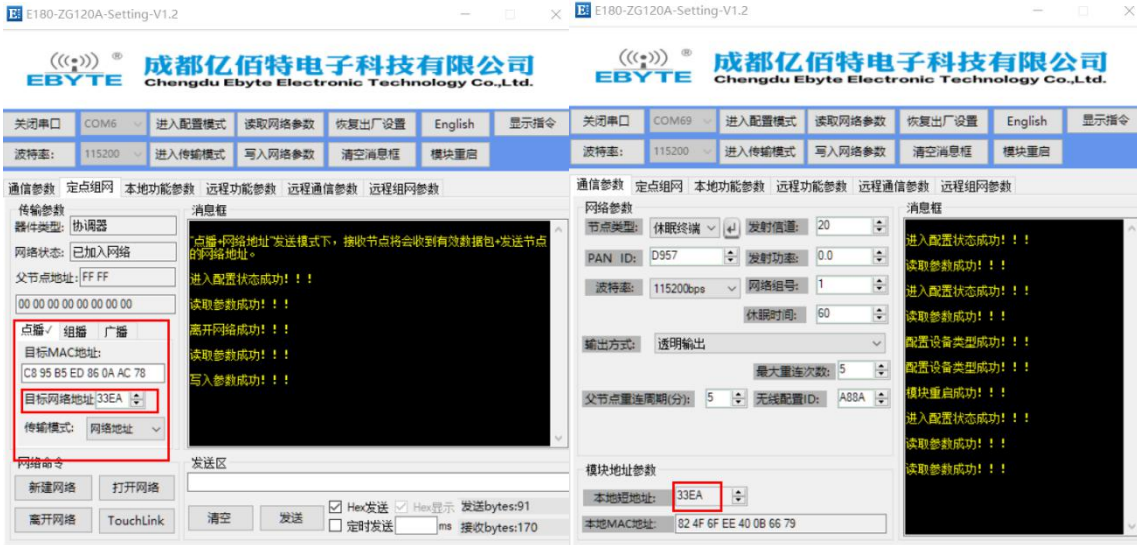 E180-ZG120A-Setting-V1.2
EBYTE ®
成都亿佰特电子科技有限公司
Chengdu Ebyte Electronic Technology Co.,Ltd.
关闭串口 COM6 进入配置模式 读取网络参数 恢复出厂设置 English 显示指令
波特率: 115200 进入传输模式 写入网络参数 清空消息框 模块重启
通信参数 定点组网 本地功能参数 远程功能参数 远程通信参数 远程组网参数
传输参数
器件类型: 协调器
网络状态: 已加入网络
父节点地址: FF FF
00 00 00 00 00 00 00 00
点播√ 组播 广播
目标MAC地址:
C8 95 B5 ED 86 0A AC 78
目标网络地址 33EA
传输模式: 网络地址
网络命令
新建网络 打开网络
离开网络 TouchLink
消息框
"点播+网络地址"发送模式下，接收节点将会收到有效数据包+发送节点
的网络地址。
进入配置状态成功！！！
读取参数成功！！！
离开网络成功！！！
读取参数成功！！！
写入参数成功！！！
发送区
清空 发送 Hex发送 Hex显示 发送bytes:91
定时发送 ms 接收bytes:170
E180-ZG120A-Setting-V1.2
EBYTE ®
成都亿佰特电子科技有限公司
Chengdu Ebyte Electronic Technology Co.,Ltd.
关闭串口 COM69 进入配置模式 读取网络参数 恢复出厂设置 English 显示指令
波特率: 115200 进入传输模式 写入网络参数 清空消息框 模块重启
通信参数 定点组网 本地功能参数 远程功能参数 远程通信参数 远程组网参数
网络参数
节点类型: 休眠终端 发射信道: 20
PAN ID: D957 发射功率: 0.0
波特率: 115200bps 网络组号: 1
休眠时间: 60
输出方式: 透明输出
最大重连次数: 5
父节点重连周期(分): 5 无线配置ID: A88A
模块地址参数
本地短地址: 33EA
本地MAC地址: 82 4F 6F EE 40 0B 66 79
消息框
进入配置状态成功！！！
读取参数成功！！！
进入配置状态成功！！！
读取参数成功！！！
配置设备类型成功！！！
配置设备类型成功！！！
模块重启成功！！！
进入配置状态成功！！！
读取参数成功！！！
读取参数成功！！！